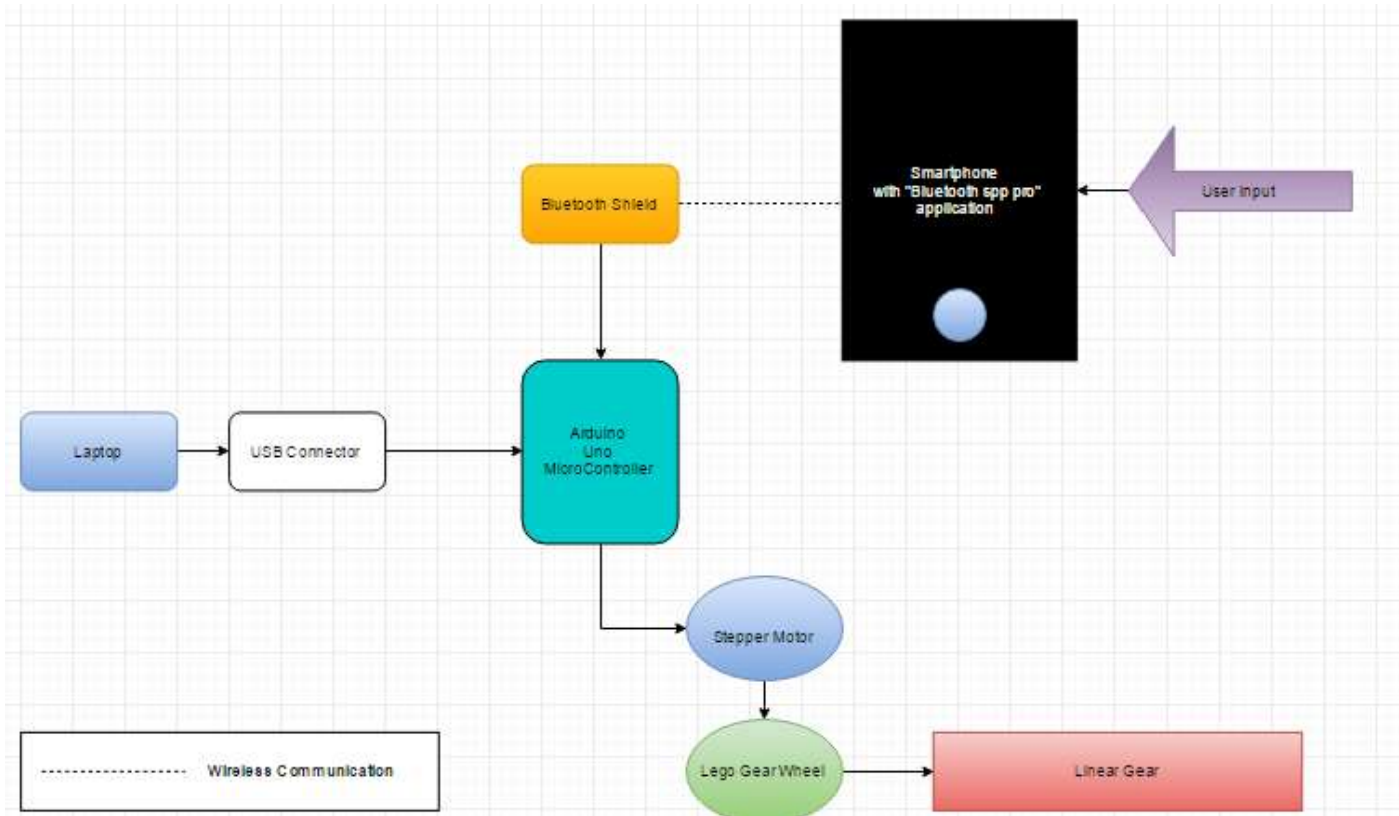 Smartphone
with "Bluetooth spp pro"
application
User Input
Bluetooth Shield
Arduino
Uno
MicroController
Laptop
USB Connector
Stepper Motor
Wireless Communication
Lego Gear Wheel
Linear Gear